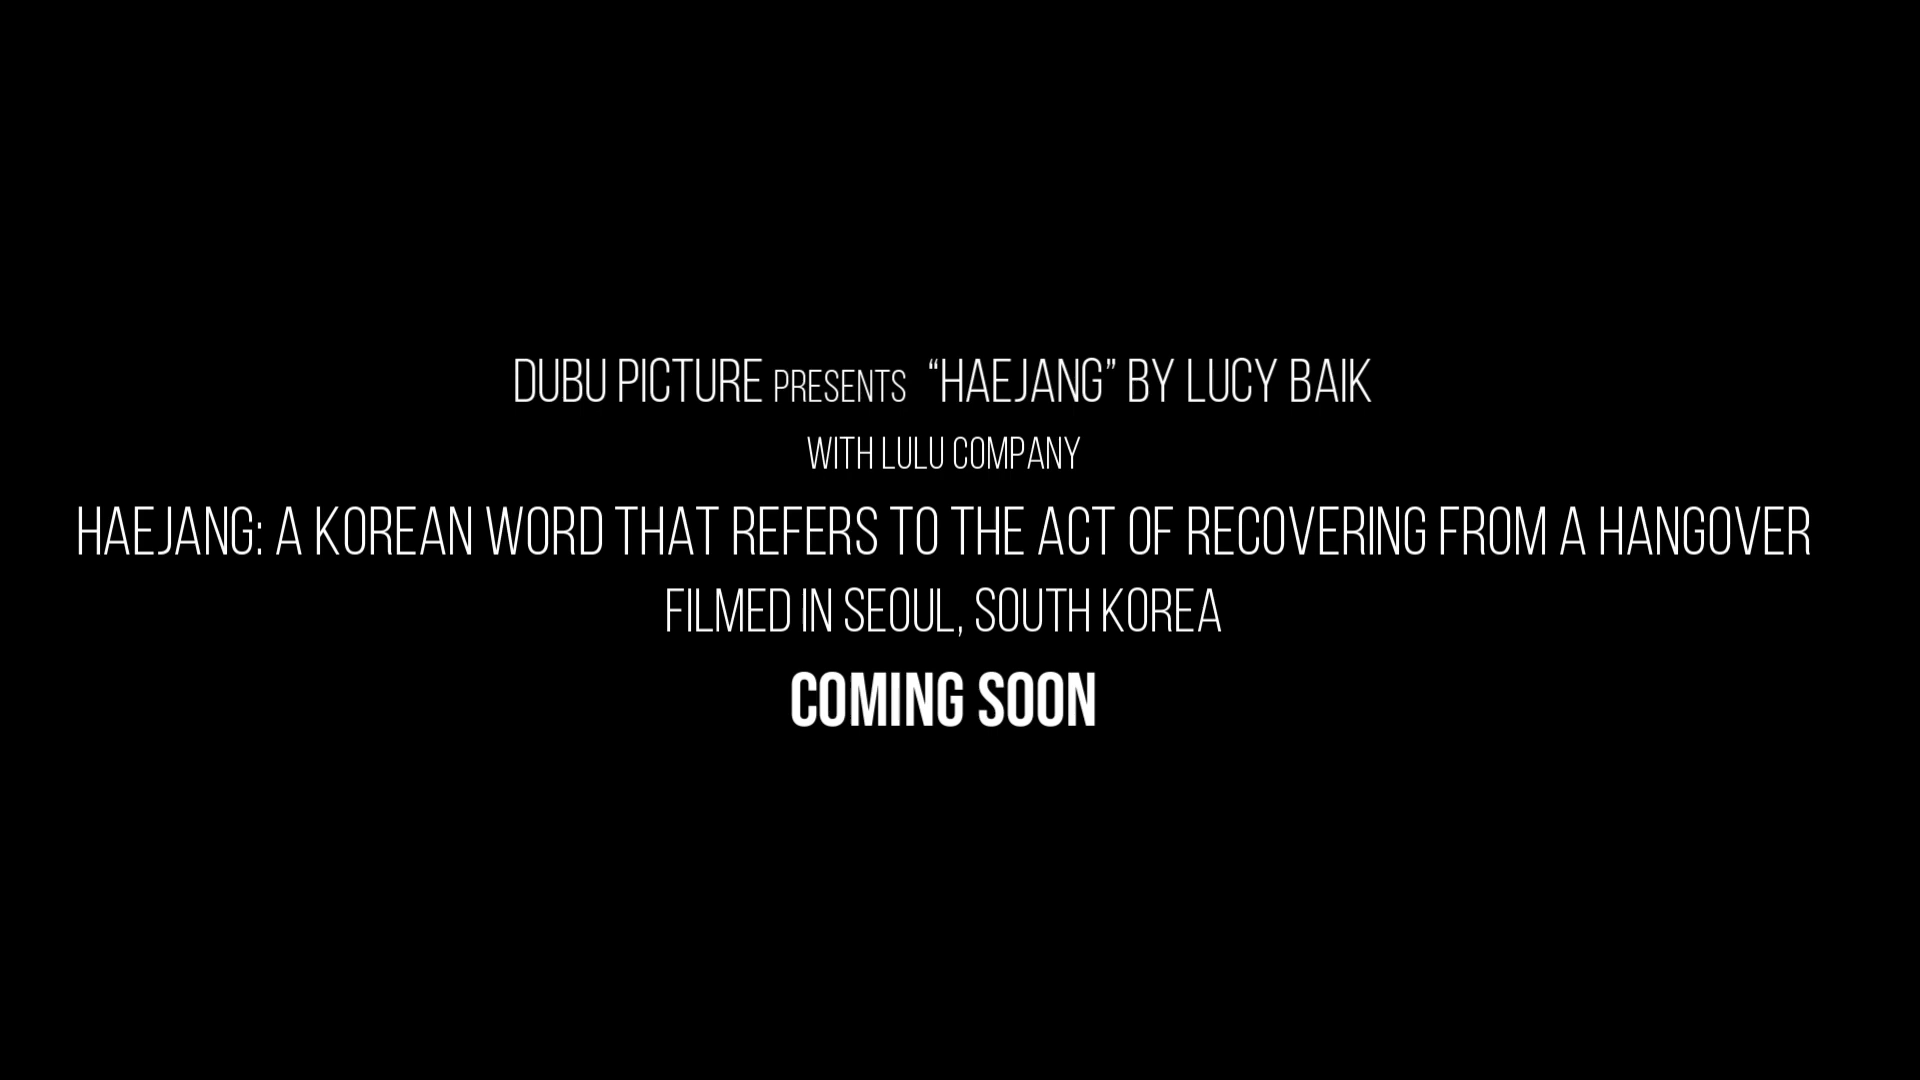 DUBU PICTURE PRESENTS “HAEJANG” BY LUCY BAIK
WITH LULU COMPANY
HAEJANG: A KOREAN WORD THAT REFERS TO THE ACT OF RECOVERING FROM A HANGOVER
FILMED IN SEOUL, SOUTH KOREA
COMING SOON